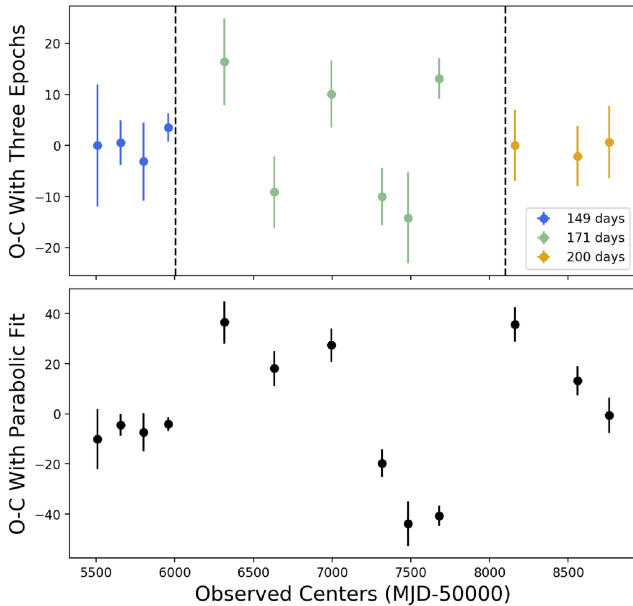 O-C With Three Epochs
20
10
0
−10
−20
149 days
171 days
200 days
O-C With Parabolic Fit
40
20
0
−20
−40
5500 6000 6500 7000 7500 8000 8500
Observed Centers (MJD-50000)